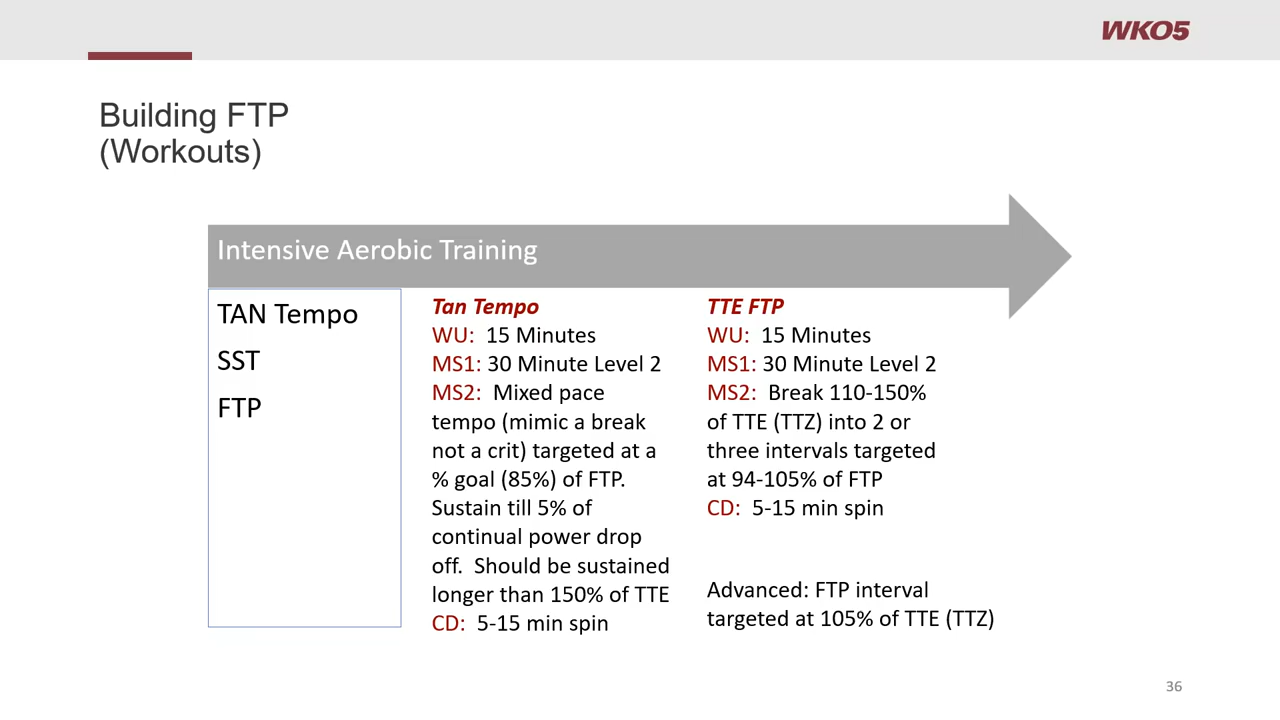 WKO5
Building FTP
(Workouts)
Intensive Aerobic Training
TAN Tempo
SST
FTP
Tan Tempo
WU:  15 Minutes
MS1: 30 Minute Level 2
MS2:  Mixed pace
tempo (mimic a break
not a crit) targeted at a
% goal (85%) of FTP.
Sustain till 5% of
continual power drop
off.  Should be sustained
longer than 150% of TTE
CD:  5-15 min spin
TTE FTP
WU:  15 Minutes
MS1: 30 Minute Level 2
MS2:  Break 110-150%
of TTE (TTZ) into 2 or
three intervals targeted
at 94-105% of FTP
CD:  5-15 min spin
Advanced: FTP interval
targeted at 105% of TTE (TTZ)
36